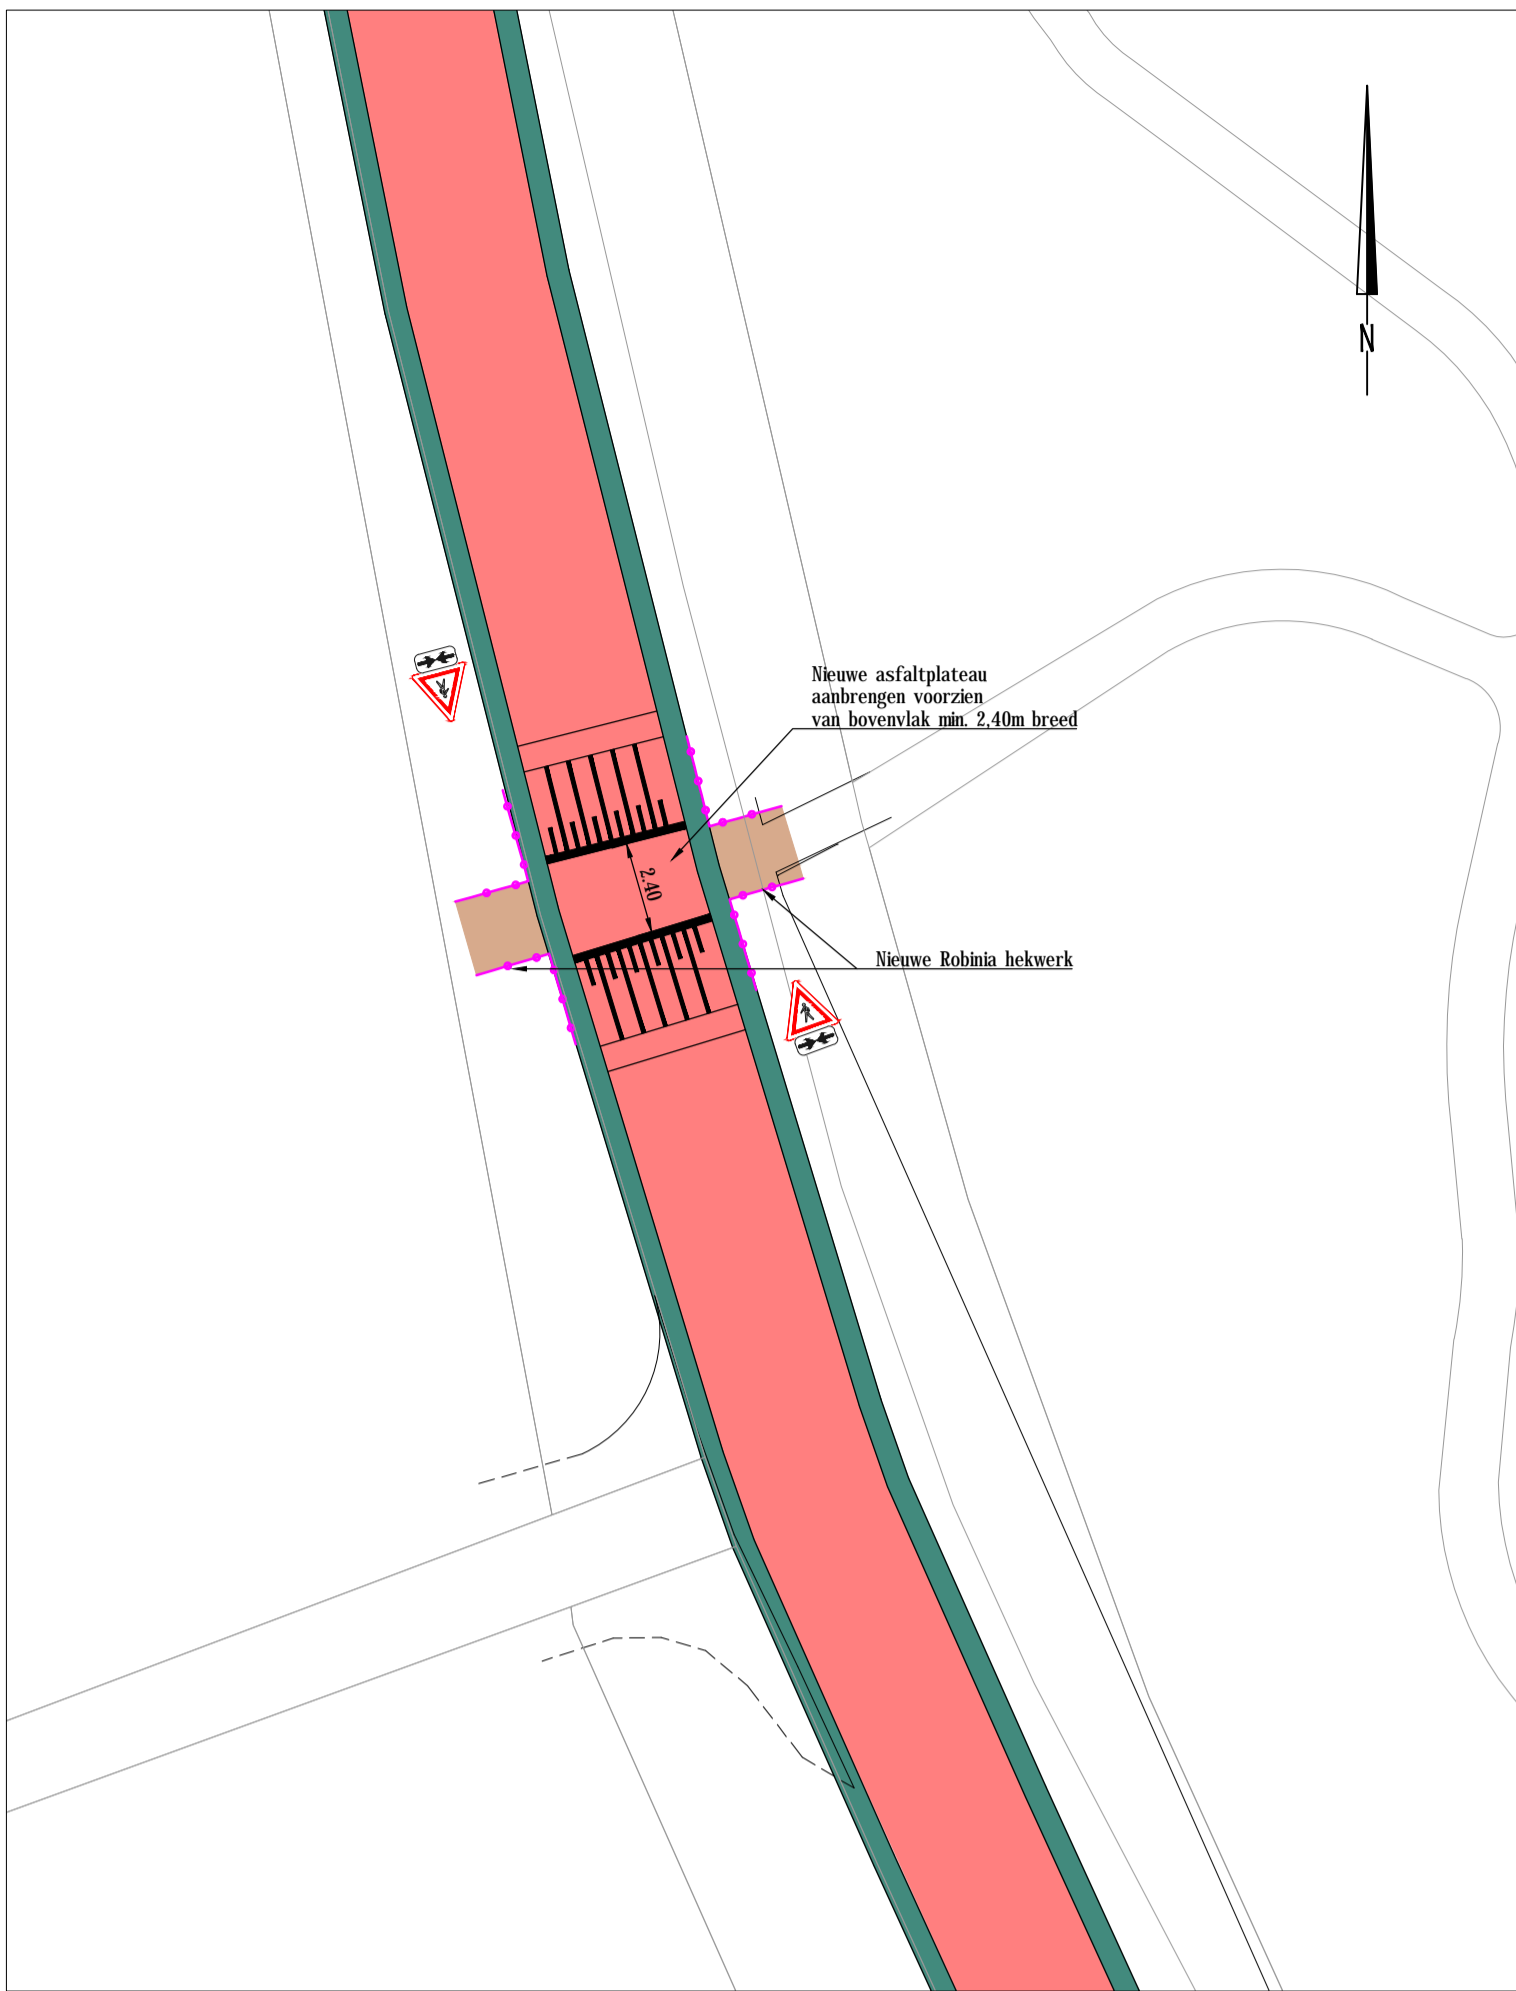 N
Nieuwe asfaltplateau
aanbrengen voorzien
van bovenvlak min. 2,40m breed
2.40
Nieuwe Robinia hekwerk